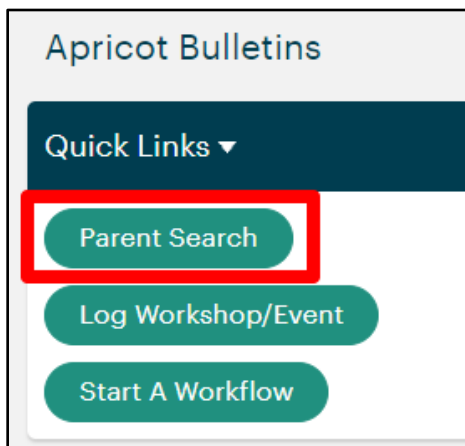 Apricot Bulletins
Quick Links
Parent Search
Log Workshop/Event
Start A Workflow